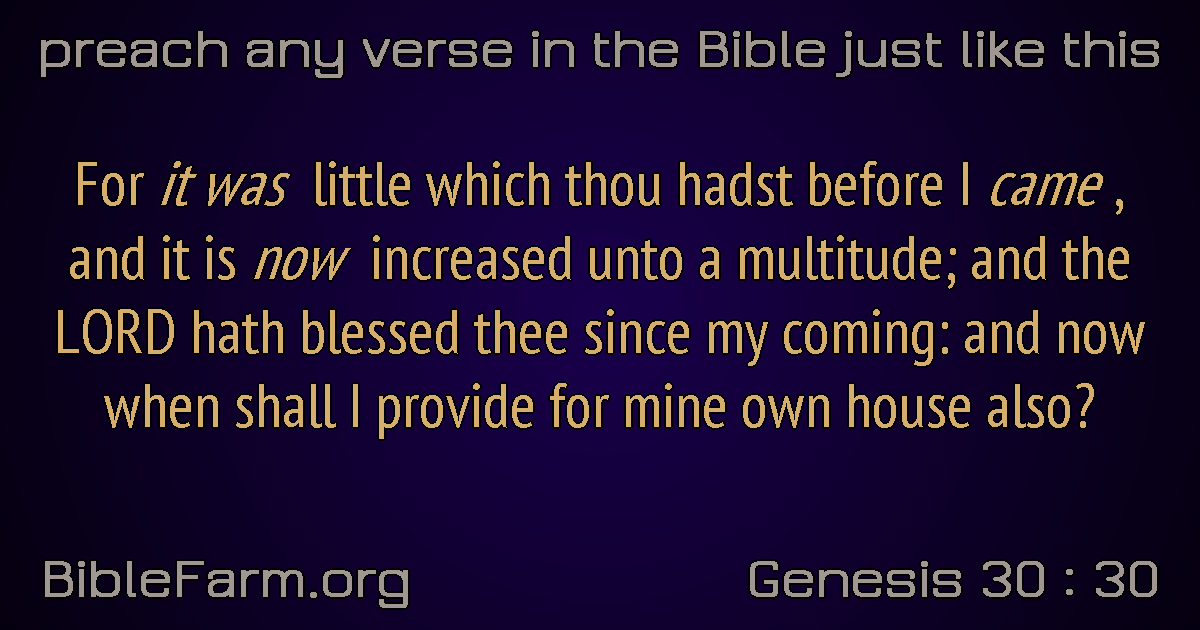 preach any verse in the Bible just like this
For it was little which thou hadst before I came ,
and it is now increased unto a multitude; and the
LORD hath blessed thee since my coming: and now
when shall I provide for mine own house also?
BibleFarm.org
Genesis 30 : 30